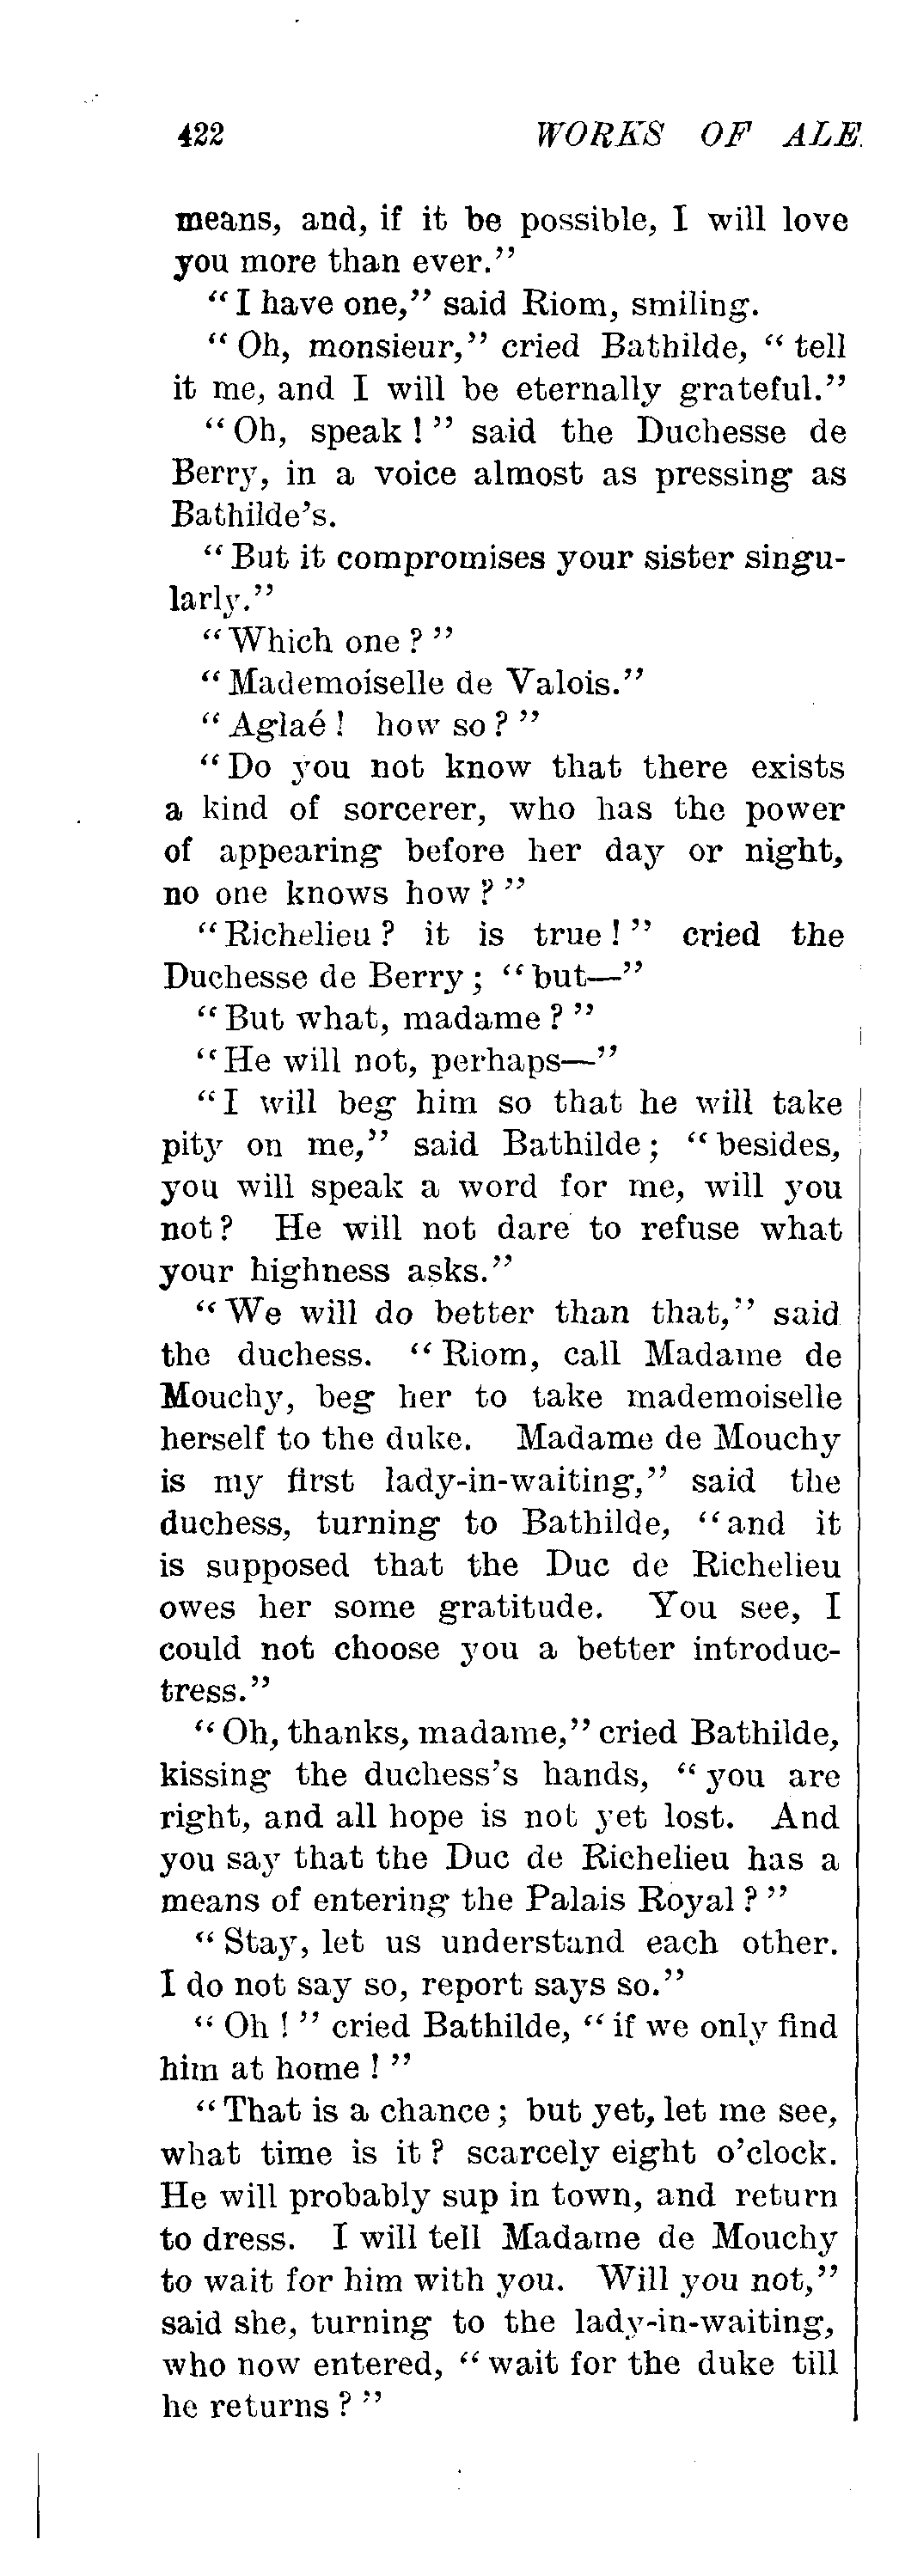 422 WORKS OF ALE
means, and, if it be possible, I will love
you more than ever."
"I have one," said Riom, smiling.
"Oh, monsieur," cried Bathilde, "tell
it me, and I will be eternally grateful."
"Oh, speak!" said the Duchesse de
Berry, in a voice almost as pressing as
Bathilde's.
"But it compromises your sister singu-
larly."
"Which one?"
"Mademoiselle de Valois."
"Aglaé! how so?"
"Do you not know that there exists
a kind of sorcerer, who has the power
of appearing before her day or night,
no one knows how?"
"Richelieu? it is true!" cried the
Duchesse de Berry; "but—"
"But what, madame?"
"He will not, perhaps—"
"I will beg him so that he will take
pity on me," said Bathilde; "besides,
you will speak a word for me, will you
not? He will not dare to refuse what
your highness asks."
"We will do better than that," said
the duchess. "Riom, call Madame de
Mouchy, beg her to take mademoiselle
herself to the duke. Madame de Mouchy
is my first lady-in-waiting," said the
duchess, turning to Bathilde, "and it
is supposed that the Duc de Richelieu
owes her some gratitude. You see, I
could not choose you a better introduc-
tress."
"Oh, thanks, madame," cried Bathilde,
kissing the duchess's hands, "you are
right, and all hope is not yet lost. And
you say that the Duc de Richelieu has a
means of entering the Palais Royal?"
"Stay, let us understand each other.
I do not say so, report says so."
"Oh!" cried Bathilde, "if we only find
him at home!"
"That is a chance; but yet, let me see,
what time is it? scarcely eight o'clock.
He will probably sup in town, and return
to dress. I will tell Madame de Mouchy
to wait for him with you. Will you not,"
said she, turning to the lady-in-waiting,
who now entered, "wait for the duke till
he returns?"